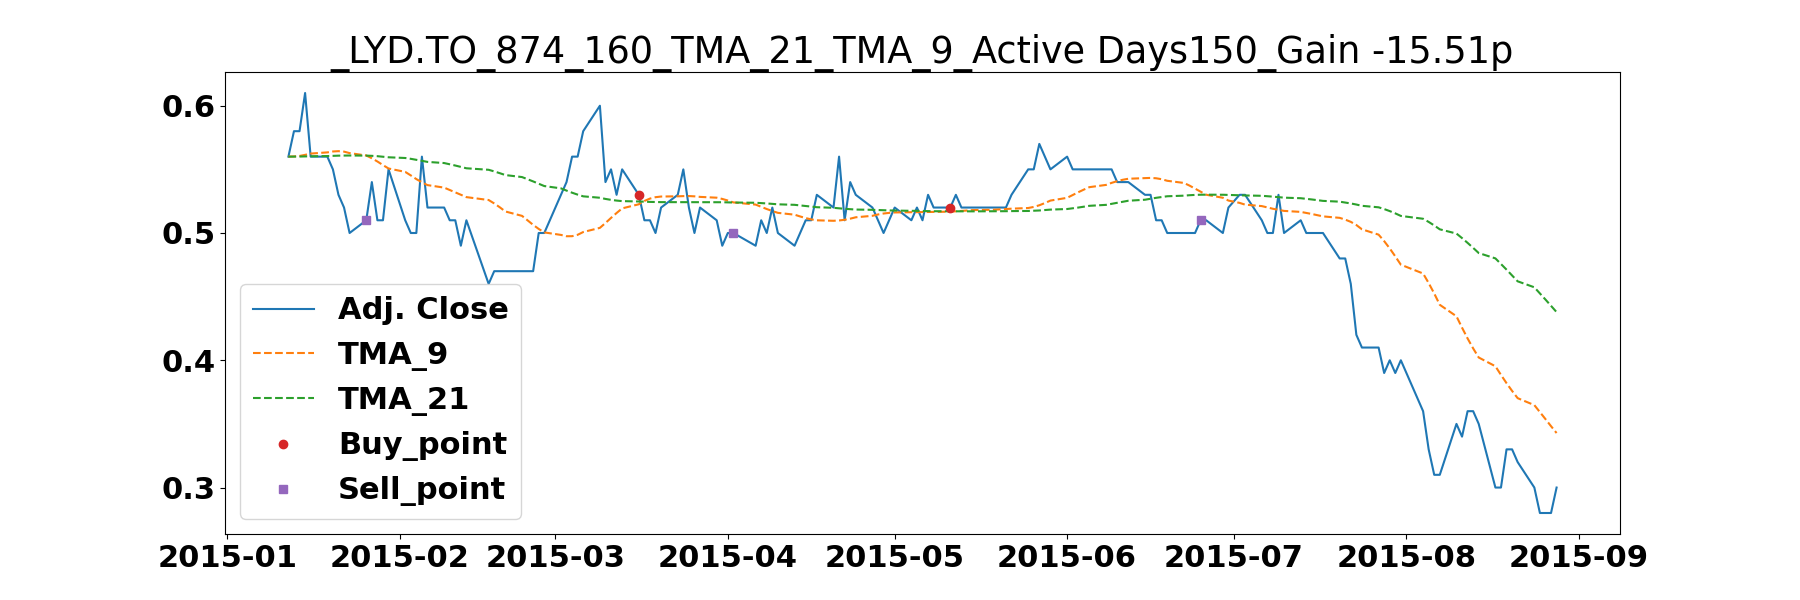 _LYD.TO_874_160_TMA_21_TMA_9_Active Days150_Gain -15.51p
0.6
0.5
0.4
0.3
Adj. Close
TMA_9
TMA_21
Buy_point
Sell_point
2015-01 2015-02 2015-03 2015-04 2015-05 2015-06 2015-07 2015-08 2015-09